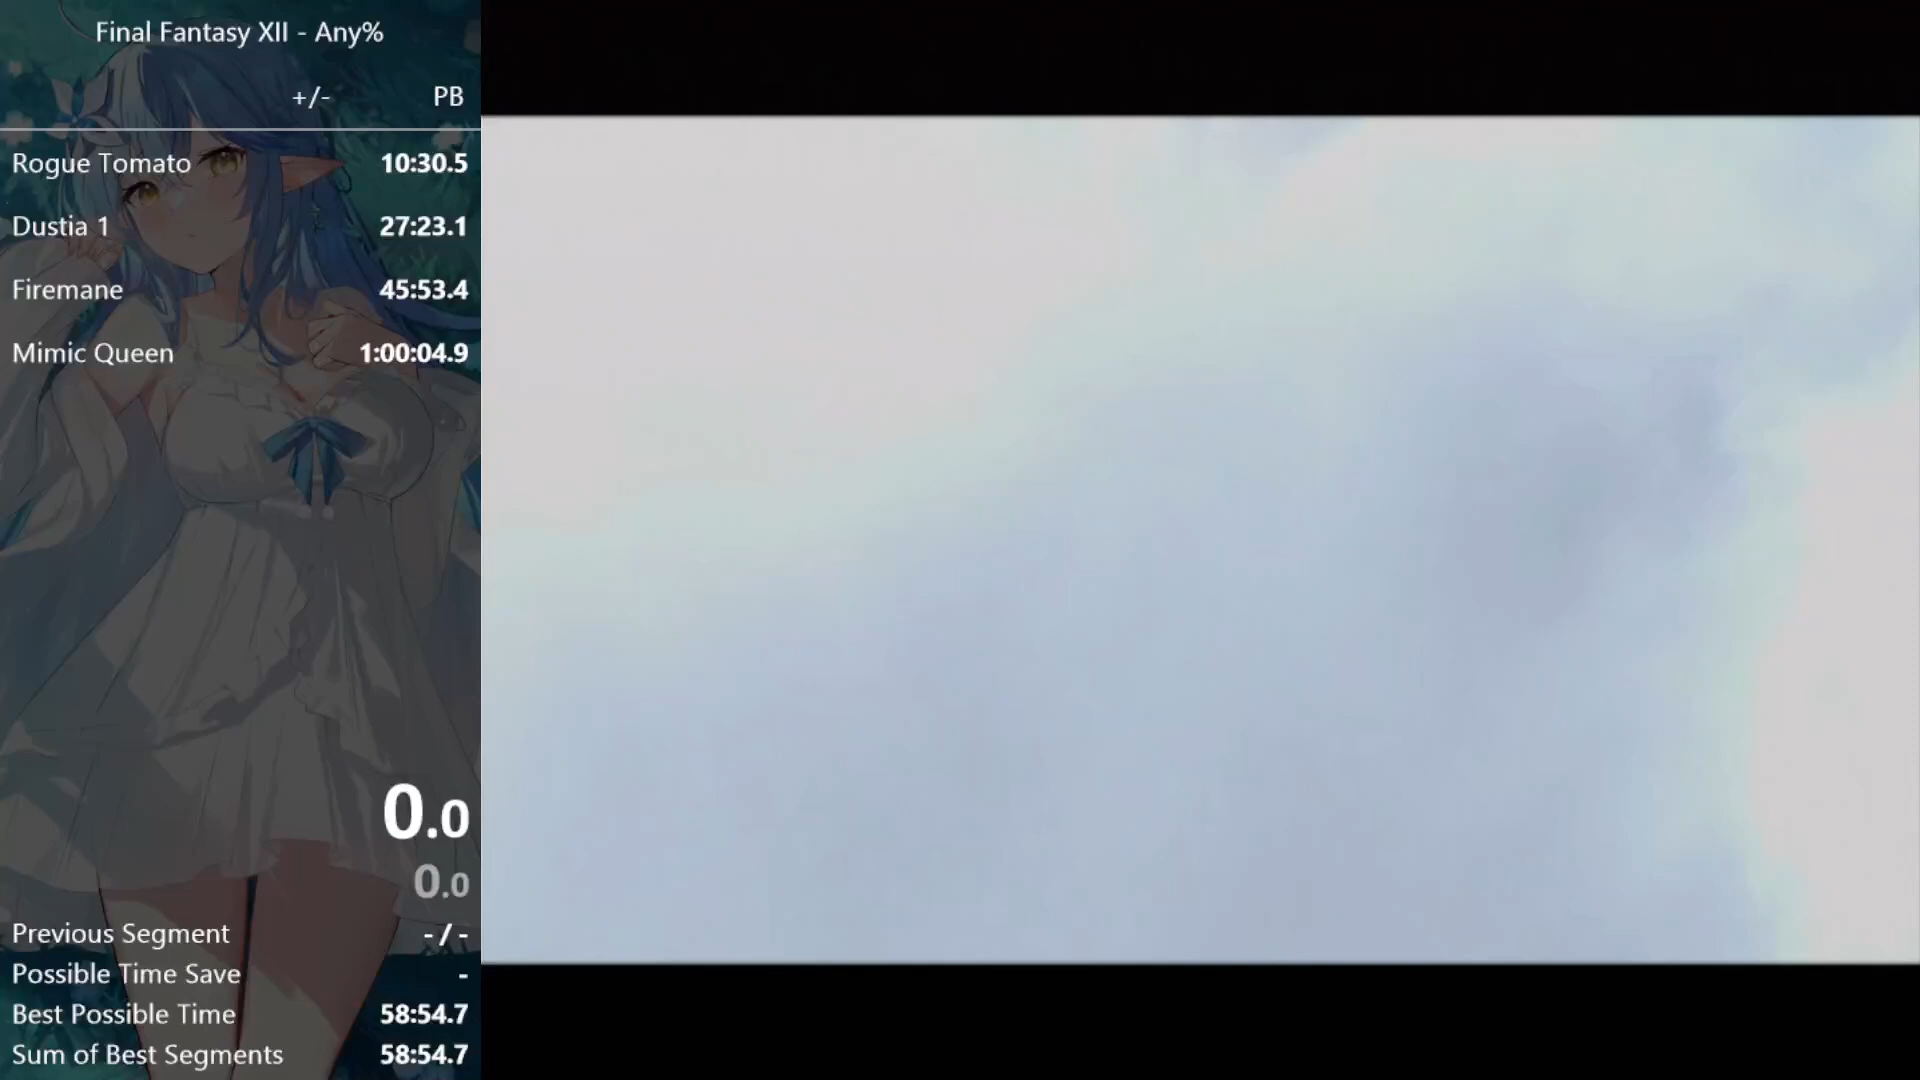 Final Fantasy XII - Any%
+/- PB
Rogue Tomato 10:30.5
Dustia 1 27:23.1
Firemane 45:53.4
Mimic Queen 1:00:04.9
0.0
0.0
Previous Segment - / -
Possible Time Save -
Best Possible Time 58:54.7
Sum of Best Segments 58:54.7